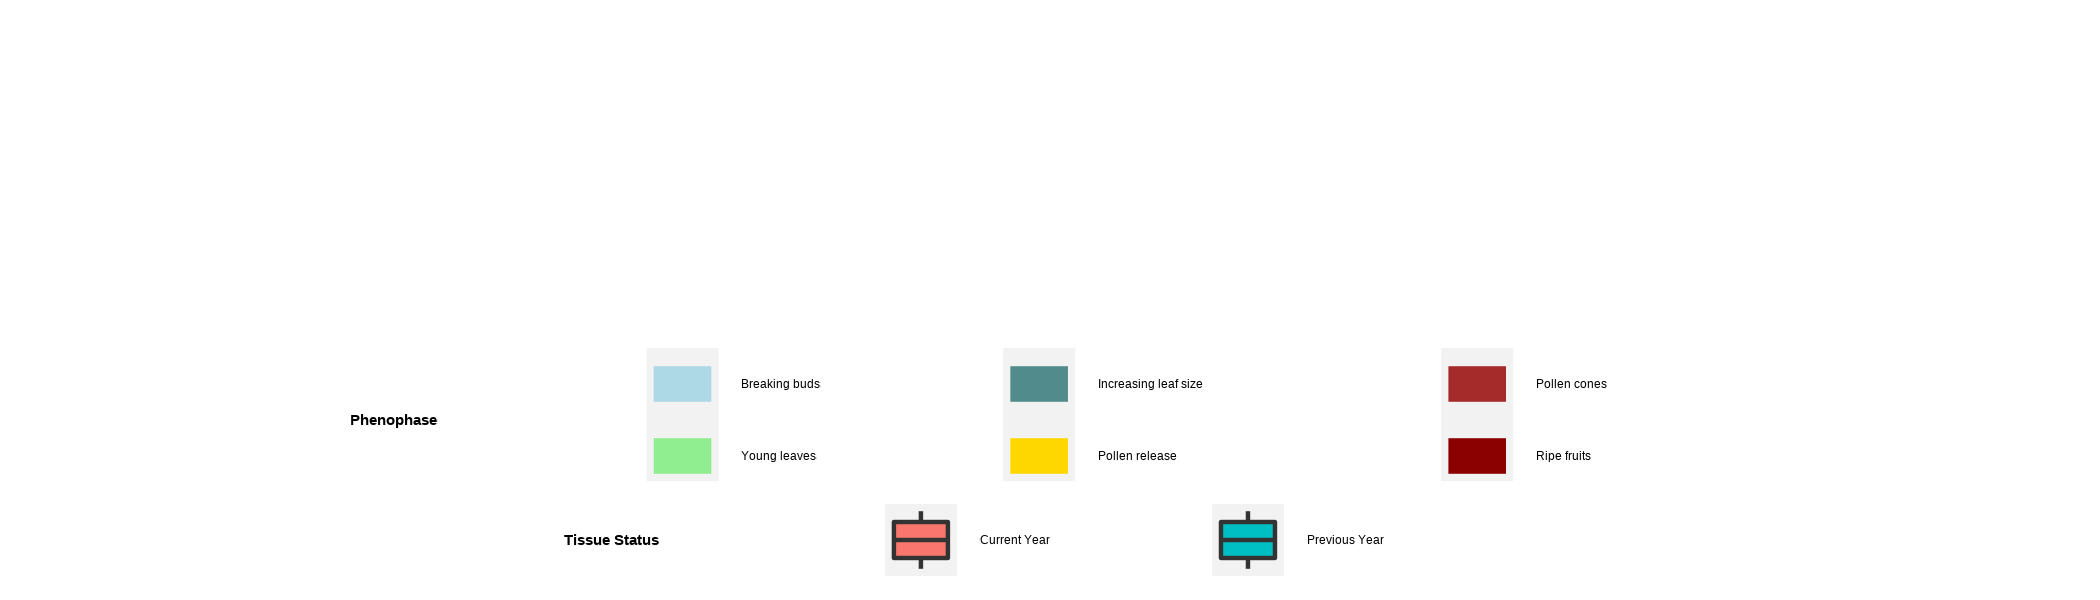 Phenophase
Breaking buds
Increasing leaf size
Pollen cones
Young leaves
Pollen release
Ripe fruits
Tissue Status
Current Year
Previous Year